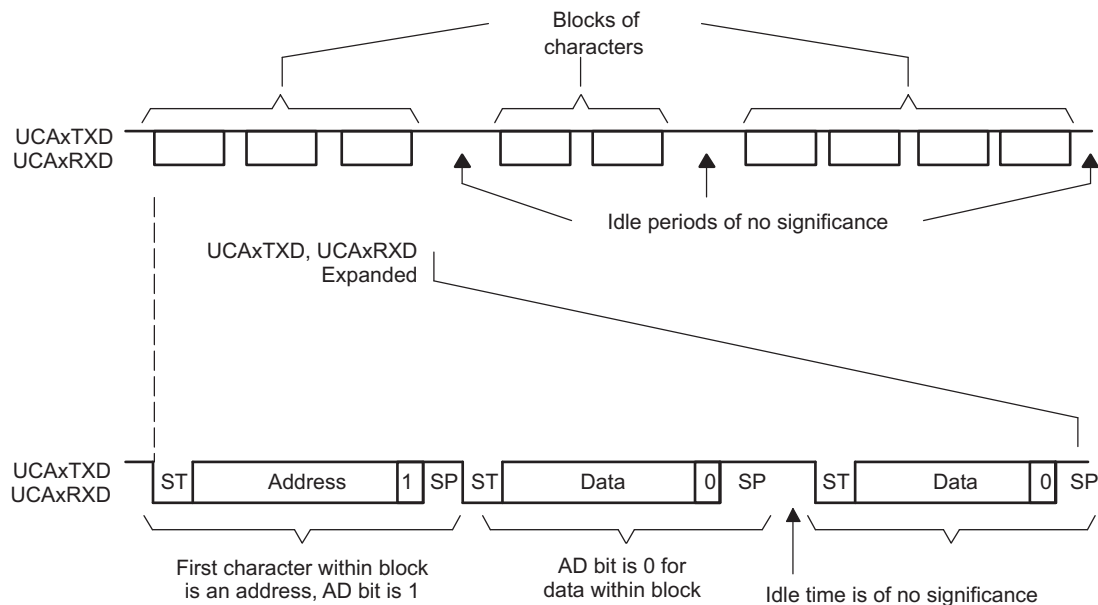 Blocks of
characters
UCAxTXD
UCAxRXD
Idle periods of no significance
UCAxTXD, UCAxRXD
Expanded
UCAxTXD
UCAxRXD
ST Address 1 SP ST Data 0 SP ST Data 0 SP
First character within block
is an address, AD bit is 1
AD bit is 0 for
data within block
Idle time is of no significance